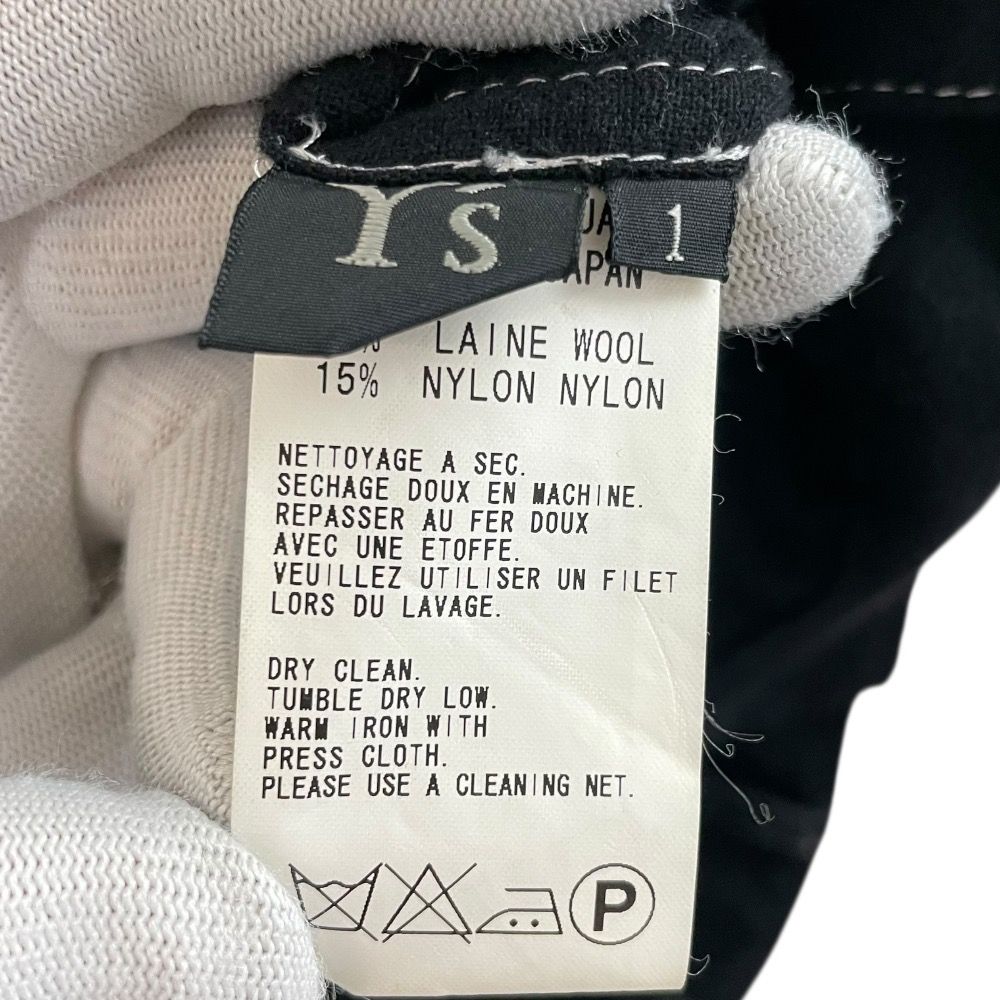 Y's
1
JAPAN
% LAINE WOOL
15% NYLON NYLON
NETTOYAGE A SEC.
SECHAGE DOUX EN MACHINE.
REPASSER AU FER DOUX
AVEC UNE ETOFFE.
VEUILLEZ UTILISER UN FILET
LORS DU LAVAGE.
DRY CLEAN.
TUMBLE DRY LOW.
WARM IRON WITH
PRESS CLOTH.
PLEASE USE A CLEANING NET.
P